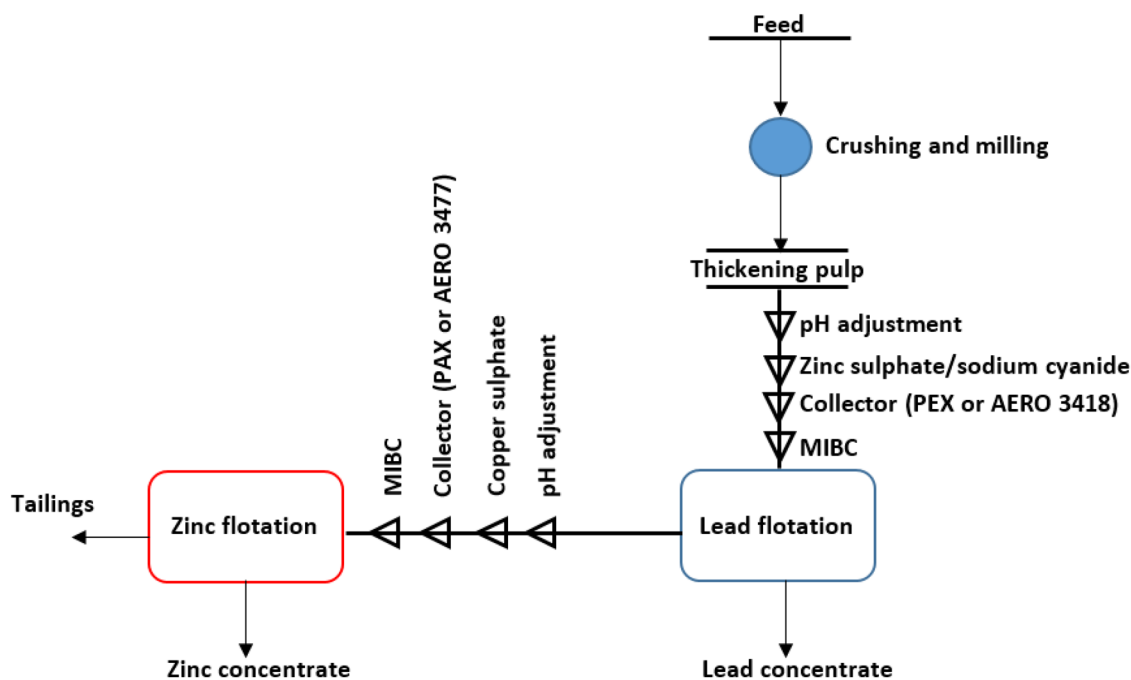 Feed
Crushing and milling
Thickening pulp
pH adjustment
Zinc sulphate/sodium cyanide
Collector (PEX or AERO 3418)
MIBC
Lead flotation
Lead concentrate
pH adjustment
Copper sulphate
Collector (PAX or AERO 3477)
MIBC
Zinc flotation
Zinc concentrate
Tailings